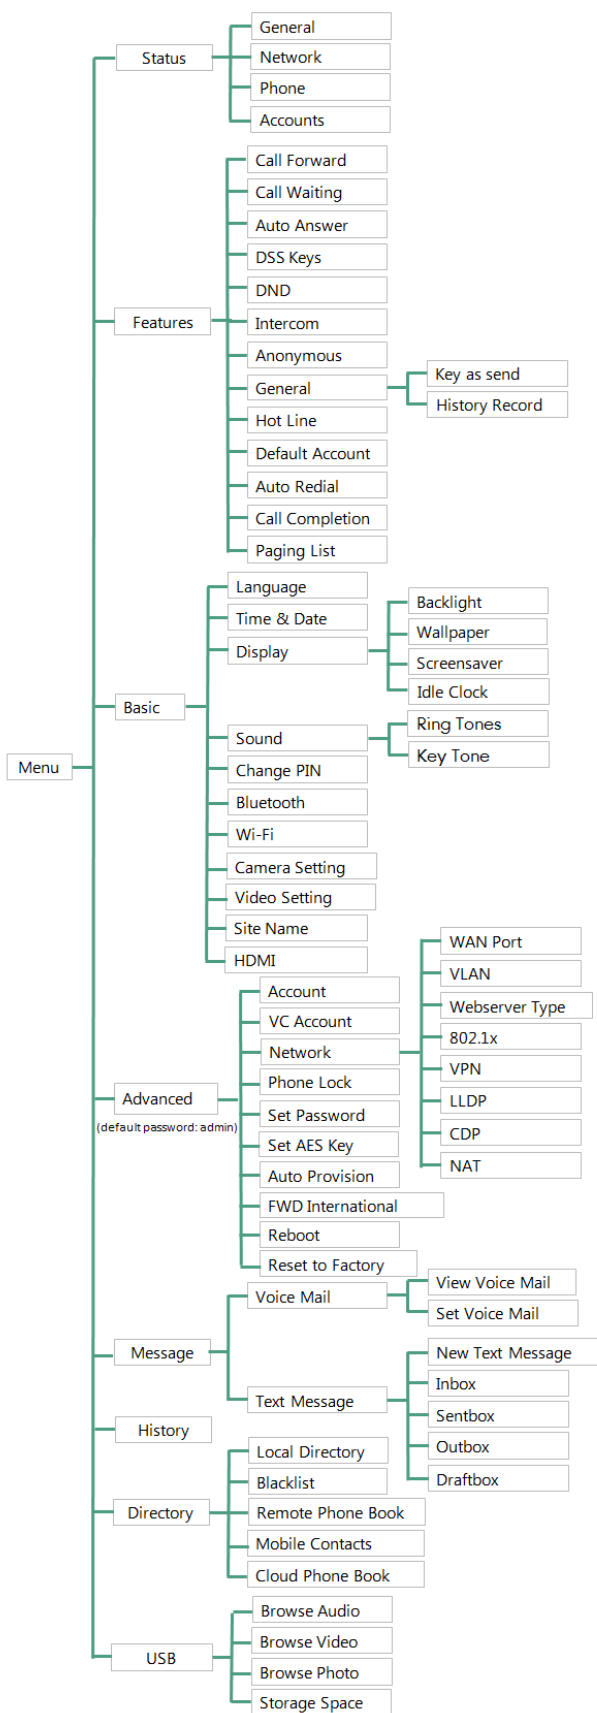 Menu
Status
General
Network
Phone
Accounts
Features
Call Forward
Call Waiting
Auto Answer
DSS Keys
DND
Intercom
Anonymous
General
Key as send
History Record
Hot Line
Default Account
Auto Redial
Call Completion
Paging List
Basic
Language
Time & Date
Display
Backlight
Wallpaper
Screensaver
Idle Clock
Sound
Ring Tones
Key Tone
Change PIN
Bluetooth
Wi-Fi
Camera Setting
Video Setting
Site Name
HDMI
Advanced
(default password: admin)
Account
VC Account
Network
WAN Port
VLAN
Webserver Type
802.1x
VPN
LLDP
CDP
NAT
Phone Lock
Set Password
Set AES Key
Auto Provision
FWD International
Reboot
Reset to Factory
Message
Voice Mail
View Voice Mail
Set Voice Mail
Text Message
New Text Message
Inbox
Sentbox
Outbox
Draftbox
History
Directory
Local Directory
Blacklist
Remote Phone Book
Mobile Contacts
Cloud Phone Book
USB
Browse Audio
Browse Video
Browse Photo
Storage Space